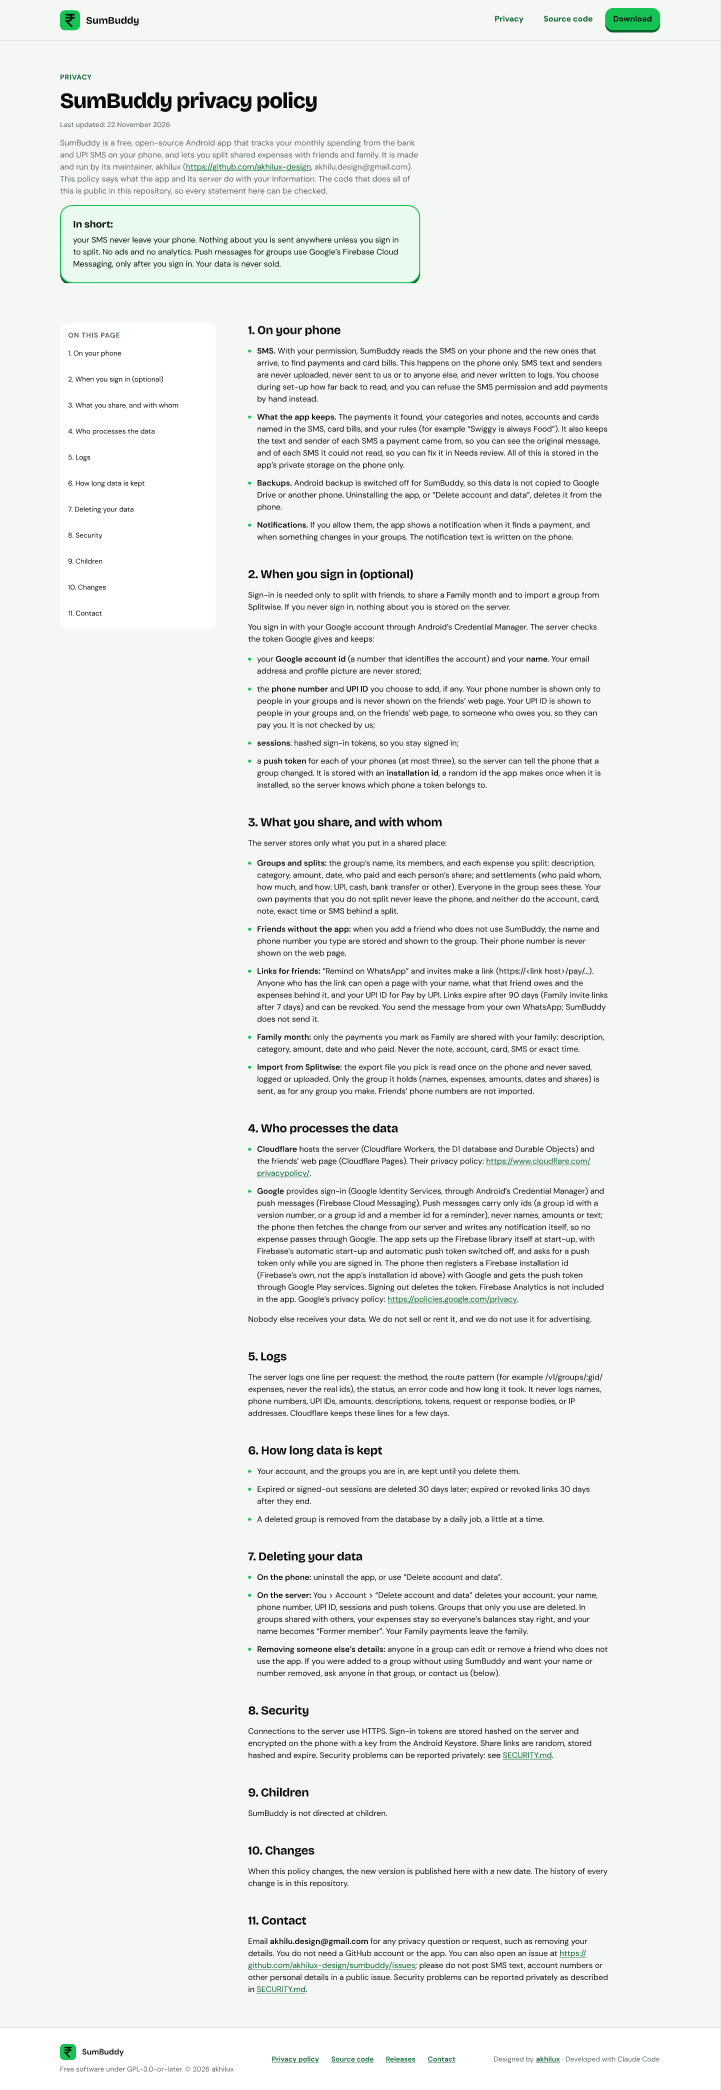 SumBuddy
Privacy
Source code
Download
PRIVACY
SumBuddy privacy policy
Last updated: 22 November 2026
SumBuddy is a free, open-source Android app that tracks your monthly spending from the bank
and UPI SMS on your phone, and lets you split shared expenses with friends and family. It is made
and run by its maintainer, akhilux (https://github.com/akhilux-design, akhilu.design@gmail.com).
This policy says what the app and its server do with your information. The code that does all of
this is public in this repository, so every statement here can be checked.
In short:
your SMS never leave your phone. Nothing about you is sent anywhere unless you sign in
to split. No ads and no analytics. Push messages for groups use Google's Firebase Cloud
Messaging, only after you sign in. Your data is never sold.
ON THIS PAGE
1. On your phone
2. When you sign in (optional)
3. What you share, and with whom
4. Who processes the data
5. Logs
6. How long data is kept
7. Deleting your data
8. Security
9. Children
10. Changes
11. Contact
1. On your phone
SMS. With your permission, SumBuddy reads the SMS on your phone and the new ones that
arrive, to find payments and card bills. This happens on the phone only. SMS text and senders
are never uploaded, never sent to us or to anyone else, and never written to logs. You choose
during set-up how far back to read, and you can refuse the SMS permission and add payments
by hand instead.
What the app keeps. The payments it found, your categories and notes, accounts and cards
named in the SMS, card bills, and your rules (for example “Swiggy is always Food”). It also keeps
the text and sender of each SMS a payment came from, so you can see the original message,
and of each SMS it could not read, so you can fix it in Needs review. All of this is stored in the
app's private storage on the phone only.
Backups. Android backup is switched off for SumBuddy, so this data is not copied to Google
Drive or another phone. Uninstalling the app, or “Delete account and data”, deletes it from the
phone.
Notifications. If you allow them, the app shows a notification when it finds a payment, and
when something changes in your groups. The notification text is written on the phone.
2. When you sign in (optional)
Sign-in is needed only to split with friends, to share a Family month and to import a group from
Splitwise. If you never sign in, nothing about you is stored on the server.
You sign in with your Google account through Android's Credential Manager. The server checks
the token Google gives and keeps:
your Google account id (a number that identifies the account) and your name. Your email
address and profile picture are never stored;
the phone number and UPI ID you choose to add, if any. Your phone number is shown only to
people in your groups and is never shown on the friends' web page. Your UPI ID is shown to
people in your groups and, on the friends' web page, to someone who owes you, so they can
pay you. It is not checked by us;
sessions: hashed sign-in tokens, so you stay signed in;
a push token for each of your phones (at most three), so the server can tell the phone that a
group changed. It is stored with an installation id, a random id the app makes once when it is
installed, so the server knows which phone a token belongs to.
3. What you share, and with whom
The server stores only what you put in a shared place:
Groups and splits: the group's name, its members, and each expense you split: description,
category, amount, date, who paid and each person's share; and settlements (who paid whom,
how much, and how: UPI, cash, bank transfer or other). Everyone in the group sees these. Your
own payments that you do not split never leave the phone, and neither do the account, card,
note, exact time or SMS behind a split.
Friends without the app: when you add a friend who does not use SumBuddy, the name and
phone number you type are stored and shown to the group. Their phone number is never
shown on the web page.
Links for friends: “Remind on WhatsApp” and invites make a link (https://<link host>/pay/…).
Anyone who has the link can open a page with your name, what that friend owes and the
expenses behind it, and your UPI ID for Pay by UPI. Links expire after 90 days (Family invite links
after 7 days) and can be revoked. You send the message from your own WhatsApp; SumBuddy
does not send it.
Family month: only the payments you mark as Family are shared with your family: description,
category, amount, date and who paid. Never the note, account, card, SMS or exact time.
Import from Splitwise: the export file you pick is read once on the phone and never saved,
logged or uploaded. Only the group it holds (names, expenses, amounts, dates and shares) is
sent, as for any group you make. Friends' phone numbers are not imported.
4. Who processes the data
Cloudflare hosts the server (Cloudflare Workers, the D1 database and Durable Objects) and
the friends' web page (Cloudflare Pages). Their privacy policy: https://www.cloudflare.com/
privacypolicy/.
Google provides sign-in (Google Identity Services, through Android's Credential Manager) and
push messages (Firebase Cloud Messaging). Push messages carry only ids (a group id with a
version number, or a group id and a member id for a reminder), never names, amounts or text;
the phone then fetches the change from our server and writes any notification itself, so no
expense passes through Google. The app sets up the Firebase library itself at start-up, with
Firebase's automatic start-up and automatic push token switched off, and asks for a push
token only while you are signed in. The phone then registers a Firebase installation id
(Firebase's own, not the app's installation id above) with Google and gets the push token
through Google Play services. Signing out deletes the token. Firebase Analytics is not included
in the app. Google's privacy policy: https://policies.google.com/privacy.
Nobody else receives your data. We do not sell or rent it, and we do not use it for advertising.
5. Logs
The server logs one line per request: the method, the route pattern (for example /v1/groups/:gid/
expenses, never the real ids), the status, an error code and how long it took. It never logs names,
phone numbers, UPI IDs, amounts, descriptions, tokens, request or response bodies, or IP
addresses. Cloudflare keeps these lines for a few days.
6. How long data is kept
Your account, and the groups you are in, are kept until you delete them.
Expired or signed-out sessions are deleted 30 days later; expired or revoked links 30 days
after they end.
A deleted group is removed from the database by a daily job, a little at a time.
7. Deleting your data
On the phone: uninstall the app, or use “Delete account and data”.
On the server: You > Account > “Delete account and data” deletes your account, your name,
phone number, UPI ID, sessions and push tokens. Groups that only you use are deleted. In
groups shared with others, your expenses stay so everyone's balances stay right, and your
name becomes “Former member”. Your Family payments leave the family.
Removing someone else's details: anyone in a group can edit or remove a friend who does not
use the app. If you were added to a group without using SumBuddy and want your name or
number removed, ask anyone in that group, or contact us (below).
8. Security
Connections to the server use HTTPS. Sign-in tokens are stored hashed on the server and
encrypted on the phone with a key from the Android Keystore. Share links are random, stored
hashed and expire. Security problems can be reported privately: see SECURITY.md.
9. Children
SumBuddy is not directed at children.
10. Changes
When this policy changes, the new version is published here with a new date. The history of every
change is in this repository.
11. Contact
Email akhilu.design@gmail.com for any privacy question or request, such as removing your
details. You do not need a GitHub account or the app. You can also open an issue at https://
github.com/akhilux-design/sumbuddy/issues; please do not post SMS text, account numbers or
other personal details in a public issue. Security problems can be reported privately as described
in SECURITY.md.
SumBuddy
Free software under GPL-3.0-or-later. © 2026 akhilux
Privacy policy
Source code
Releases
Contact
Designed by akhilux · Developed with Claude Code